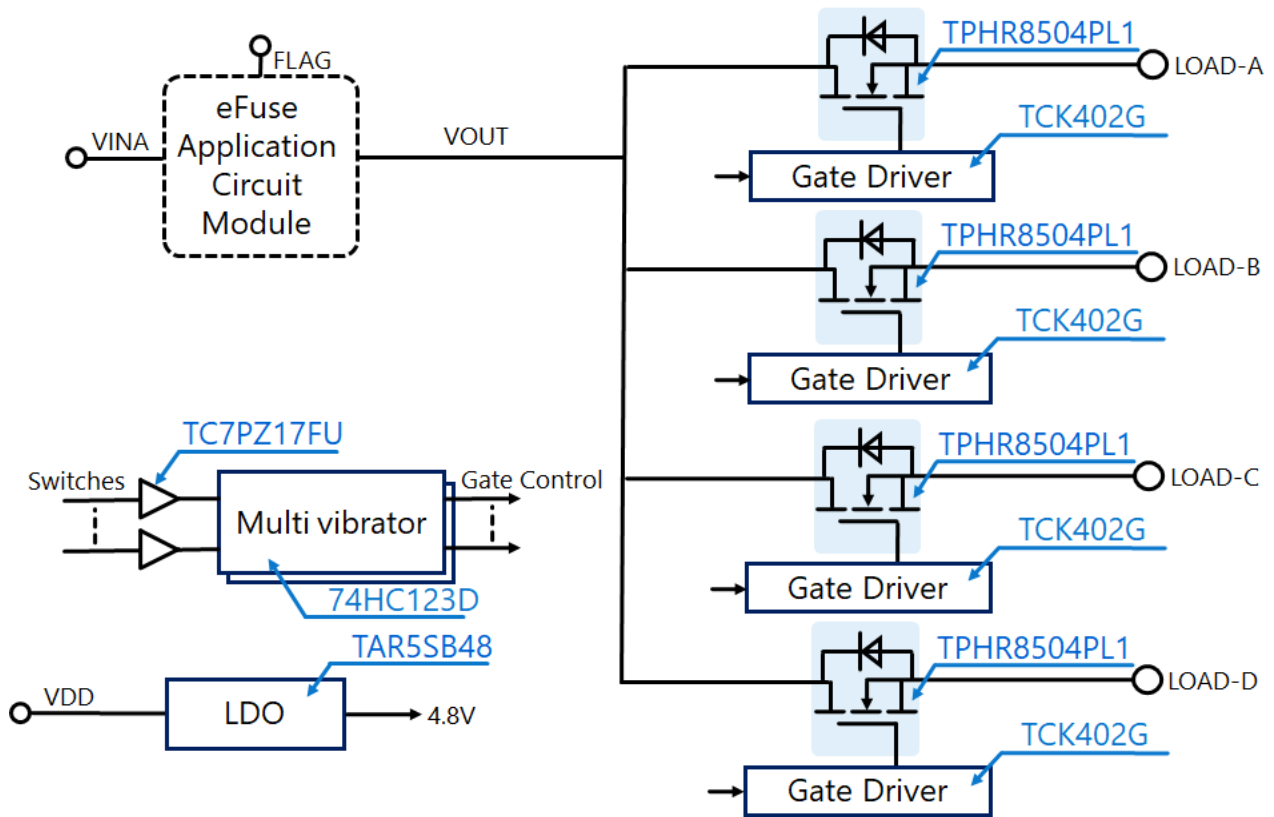 FLAG
eFuse
Application
Circuit
Module
VINA
VOUT
TPHR8504PL1
LOAD-A
TCK402G
Gate Driver
TPHR8504PL1
LOAD-B
TCK402G
Gate Driver
TC7PZ17FU
Switches
Multi vibrator
Gate Control
74HC123D
TPHR8504PL1
LOAD-C
TCK402G
Gate Driver
TAR5SB48
VDD
LDO
4.8V
TPHR8504PL1
LOAD-D
TCK402G
Gate Driver